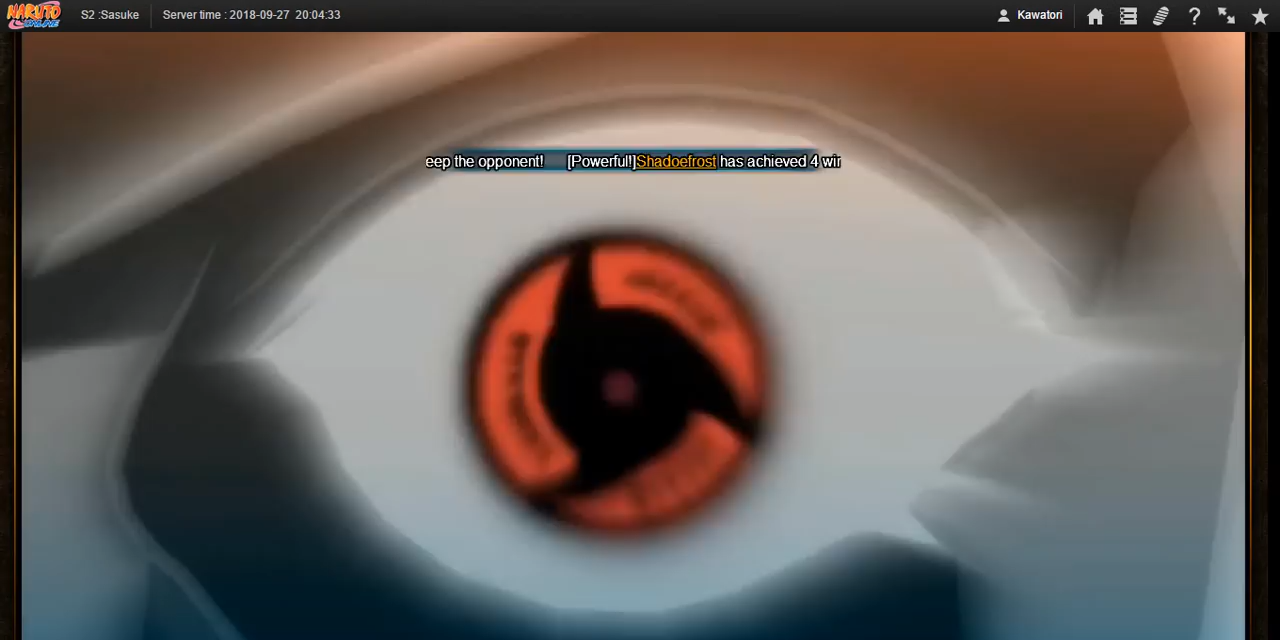 NARUTO
ONLINE
S2 :Sasuke
Server time : 2018-09-27 20:04:33
Kawatori
eep the opponent! [Powerful!]Shadoefrost has achieved 4 wir